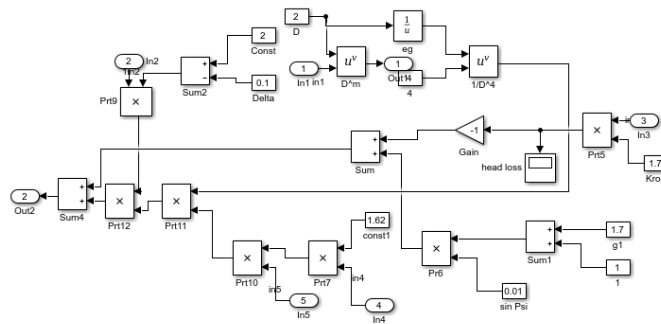 2
D
1
u
eg
2
In2
1in2
2
Const
+
−
Sum2
0.1
Delta
1
In1
in1
u^v
D^m
1
Out1
4
4
u^v
1/D^4
×
Prt9
3
In3
×
Prt5
1.7
Kro
-1
Gain
head loss
+
+
Sum
2
Out2
+
+
Sum4
×
Prt12
×
Prt11
1.62
const1
×
Prt10
in5
×
Prt7
in4
5
In5
4
In4
×
Pr6
+
+
Sum1
1.7
g1
1
1
0.01
sin Psi